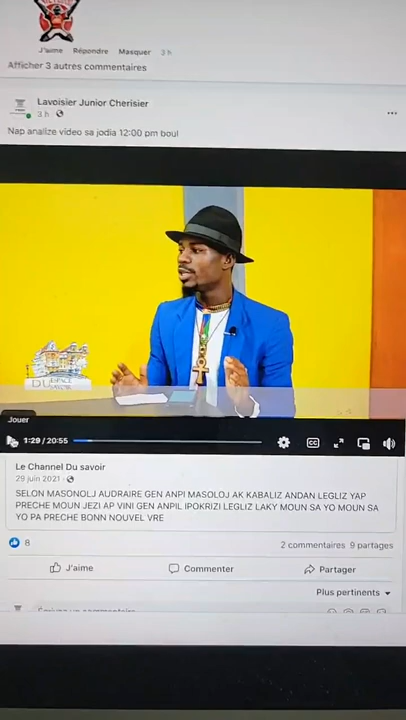 J'aime Répondre Masquer 3 h
Afficher 3 autres commentaires
Lavoisier Junior Cherisier
3 h
Nap analize video sa jodia 12:00 pm boul
Jouer
1:29 / 20:55
CC
Le Channel Du savoir
29 juin 2021
SELON MASONOLJ AUDRAIRE GEN ANPI MASOLOJ AK KABALIZ ANDAN LEGLIZ YAP
PRECHE MOUN JEZI AP VINI GEN ANPIL IPOKRIZI LEGLIZ LAKY MOUN SA YO MOUN SA
YO PA PRECHE BONN NOUVEL VRE
8
2 commentaires 9 partages
J'aime Commenter Partager
Plus pertinents